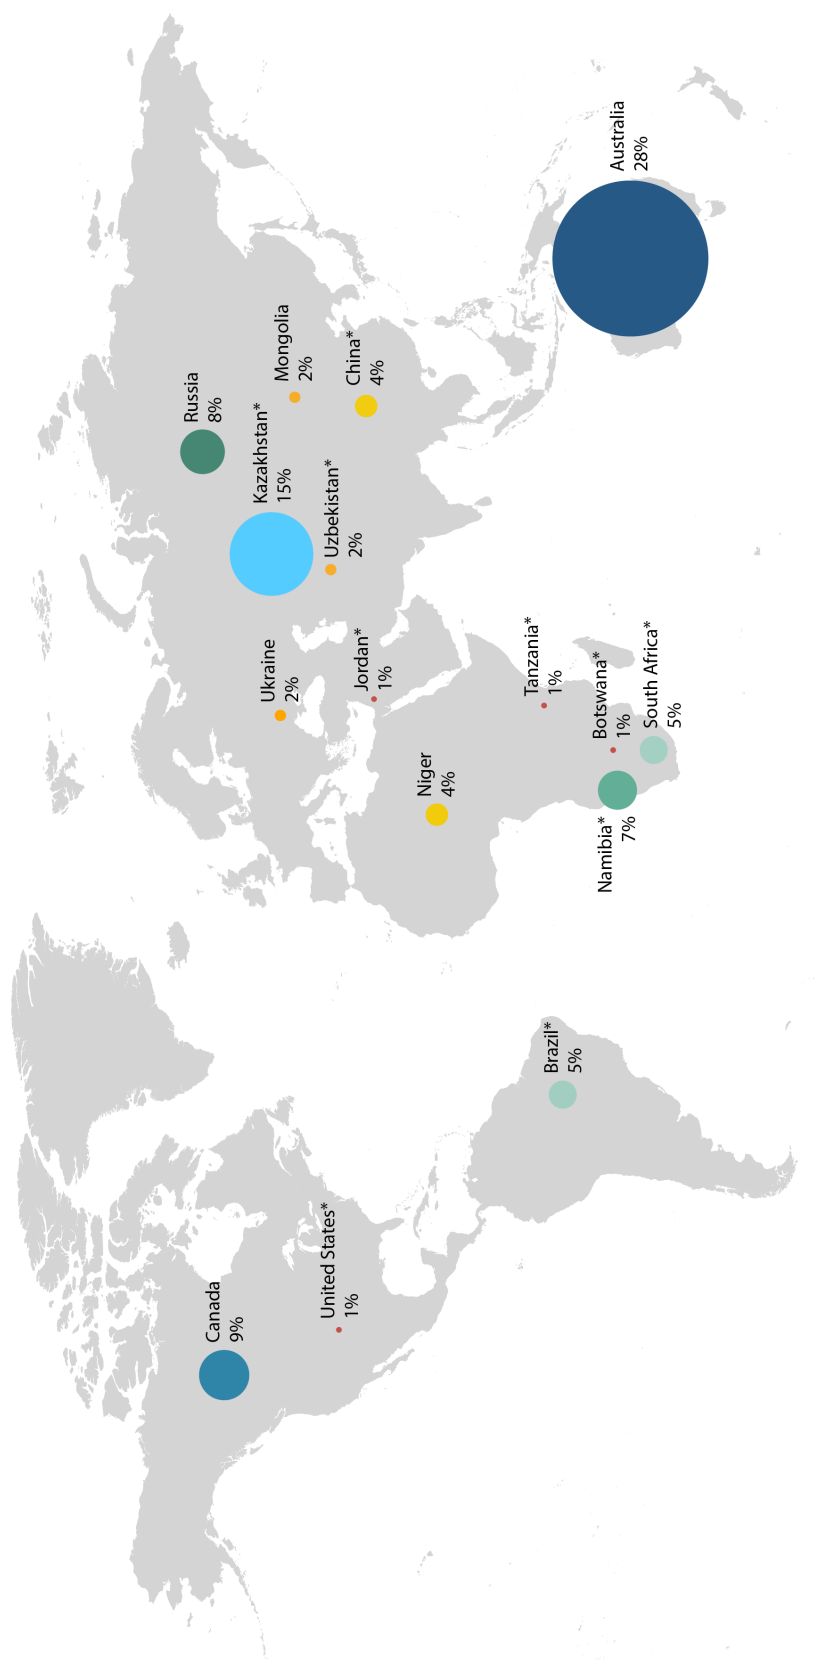 Canada
9%
United States*
1%
Brazil*
5%
Russia
8%
Kazakhstan*
15%
Mongolia
2%
Uzbekistan*
2%
China*
4%
Ukraine
2%
Jordan*
1%
Niger
4%
Tanzania*
1%
Botswana*
1%
Namibia*
7%
South Africa*
5%
Australia
28%